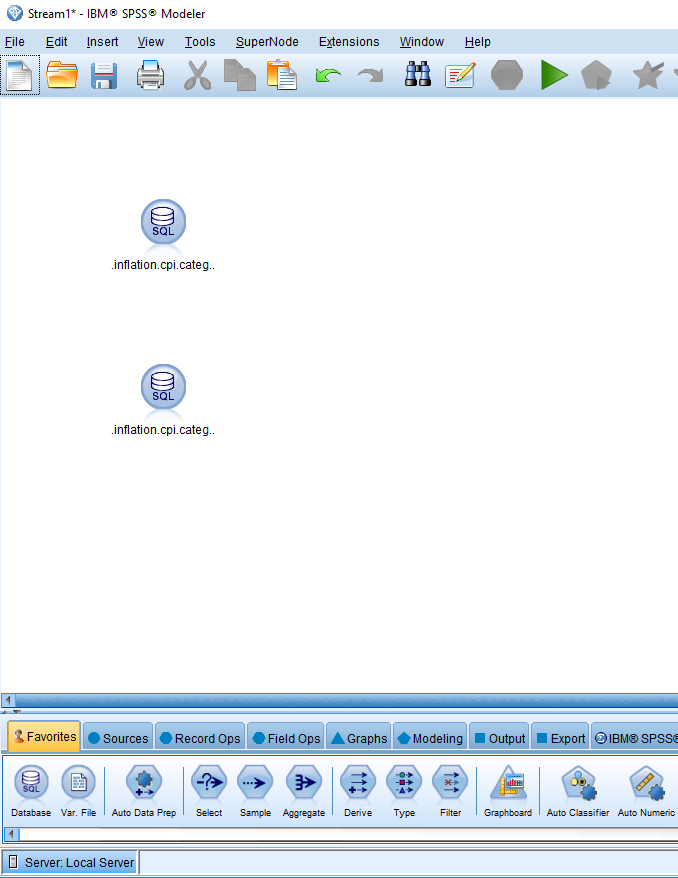 Stream1* - IBM® SPSS® Modeler
File Edit Insert View Tools SuperNode Extensions Window Help
SQL
.inflation.cpi.categ..
SQL
.inflation.cpi.categ..
Favorites Sources Record Ops Field Ops Graphs Modeling Output Export IBM® SPSS®
SQL
Database Var. File Auto Data Prep Select Sample Aggregate Derive Type Filter Graphboard Auto Classifier Auto Numeric
Server: Local Server